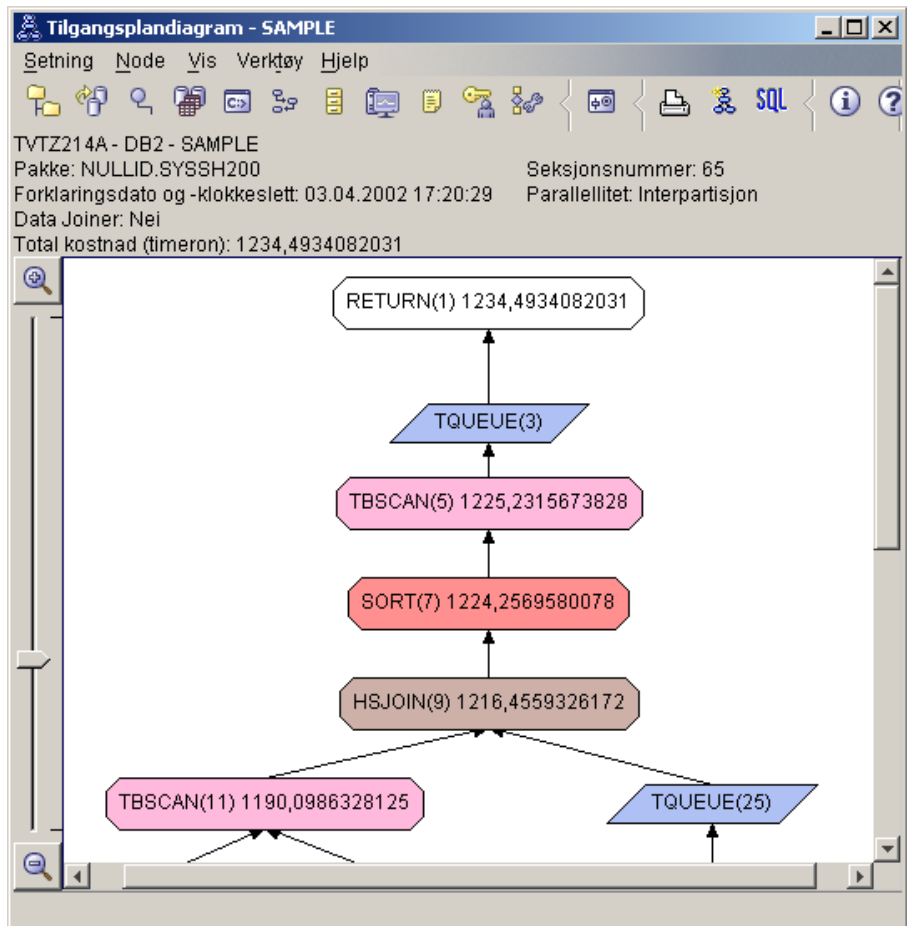 Tilgangsplandiagram - SAMPLE
Setning Node Vis Verktøy Hjelp
C:> SQL i ?
TVTZ214A - DB2 - SAMPLE
Pakke: NULLID.SYSSH200 Seksjonsnummer: 65
Forklaringsdato og -klokkeslett: 03.04.2002 17:20:29 Parallellitet: Interpartisjon
Data Joiner: Nei
Total kostnad (timeron): 1234,4934082031
RETURN(1) 1234,4934082031
TQUEUE(3)
TBSCAN(5) 1225,2315673828
SORT(7) 1224,2569580078
HSJOIN(9) 1216,4559326172
TBSCAN(11) 1190,0986328125 TQUEUE(25)